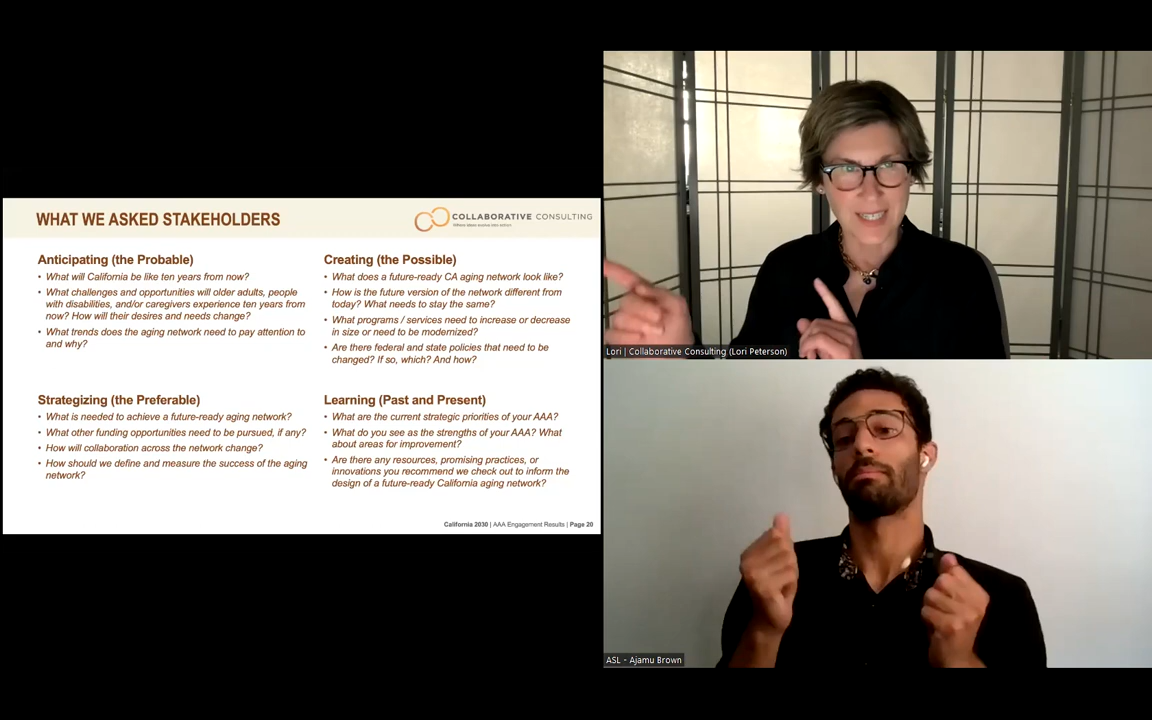 WHAT WE ASKED STAKEHOLDERS
COLLABORATIVE CONSULTING
Anticipating (the Probable)
• What will California be like ten years from now?
• What challenges and opportunities will older adults, people
with disabilities, and/or caregivers experience ten years from
now? How will their desires and needs change?
• What trends does the aging network need to pay attention to
and why?
Creating (the Possible)
• What does a future-ready CA aging network look like?
• How is the future version of the network different from
today? What needs to stay the same?
• What programs / services need to increase or decrease
in size or need to be modernized?
• Are there federal and state policies that need to be
changed? If so, which? And how?
Strategizing (the Preferable)
• What is needed to achieve a future-ready aging network?
• What other funding opportunities need to be pursued, if any?
• How will collaboration across the network change?
• How should we define and measure the success of the aging
network?
Learning (Past and Present)
• What are the current strategic priorities of your AAA?
• What do you see as the strengths of your AAA? What
about areas for improvement?
• Are there any resources, promising practices, or
innovations you recommend we check out to inform the
design of a future-ready California aging network?
California 2030 | AAA Engagement Results | Page 20
Lori | Collaborative Consulting (Lori Peterson)
ASL - Ajamu Brown